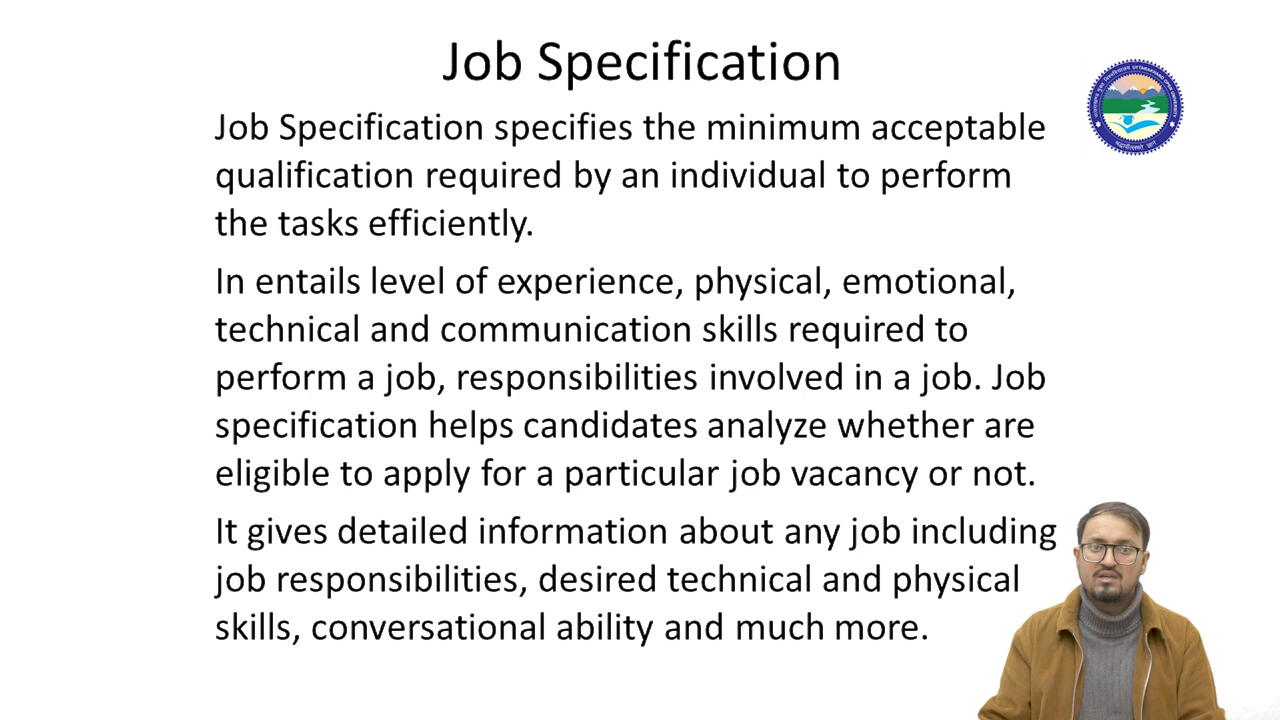 Job Specification
Job Specification specifies the minimum acceptable
qualification required by an individual to perform
the tasks efficiently.
In entails level of experience, physical, emotional,
technical and communication skills required to
perform a job, responsibilities involved in a job. Job
specification helps candidates analyze whether are
eligible to apply for a particular job vacancy or not.
It gives detailed information about any job including
job responsibilities, desired technical and physical
skills, conversational ability and much more.